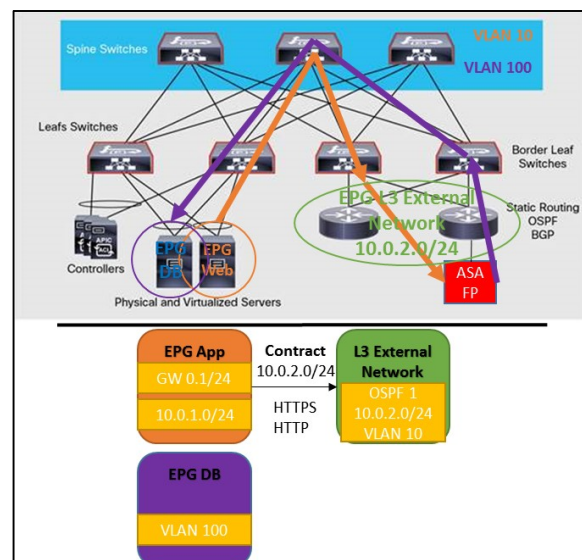 VLAN 10
Spine Switches
VLAN 100
Leafs Switches
Border Leaf
Switches
EPG L3 External
Network
10.0.2.0/24
Static Routing
OSPF
BGP
APIC
ACI
Controllers
EPG
DB
EPG
Web
ASA
FP
Physical and Virtualized Servers
EPG App
GW 0.1/24
10.0.1.0/24
Contract
10.0.2.0/24
HTTPS
HTTP
L3 External
Network
OSPF 1
10.0.2.0/24
VLAN 10
EPG DB
VLAN 100